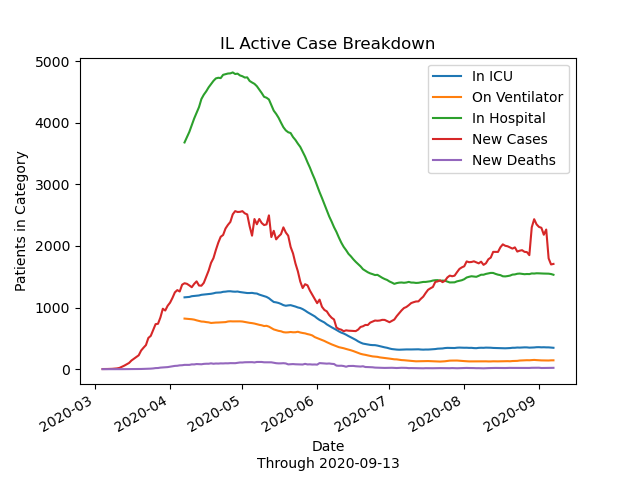 IL Active Case Breakdown
Patients in Category
5000
4000
3000
2000
1000
0
In ICU
On Ventilator
In Hospital
New Cases
New Deaths
2020-03
2020-04
2020-05
2020-06
2020-07
2020-08
2020-09
Date
Through 2020-09-13